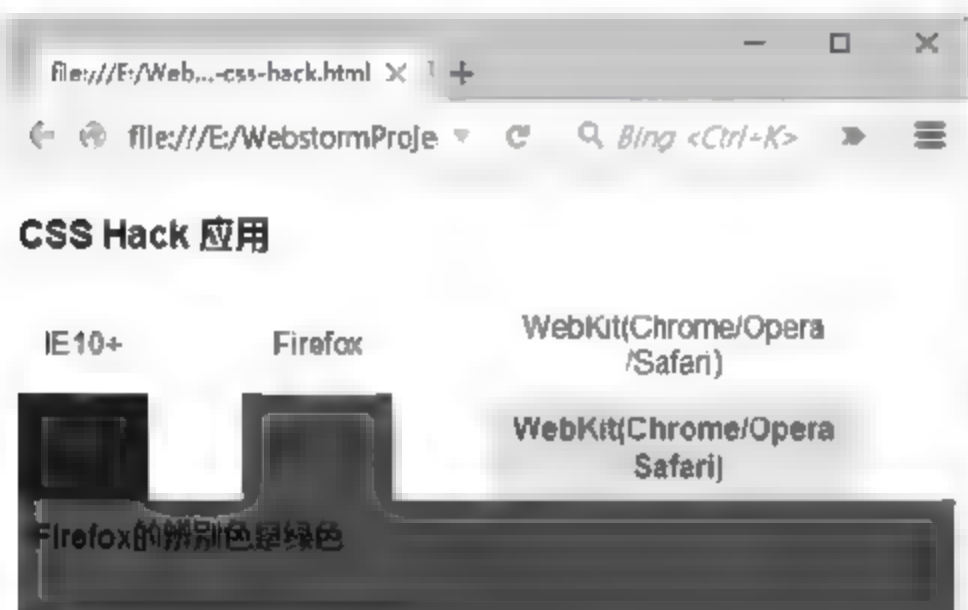 file:///E:/Web...-css-hack.html
file:///E:/WebstormProje
Bing <Ctrl+K>
CSS Hack 应用
IE10+
Firefox
WebKit(Chrome/Opera
/Safari)
WebKit(Chrome/Opera
Safari)
Firefox的辨别色是绿色